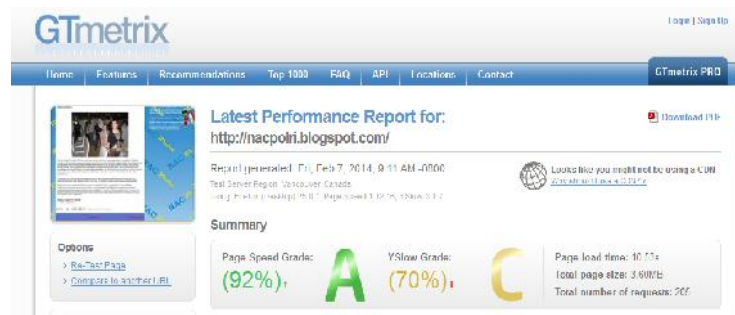 GTmetrix
Login | Sign Up
Home Features Recommendations Top 1000 FAQ API Locations Contact
GTmetrix PRO
Latest Performance Report for:
Download PDF
http://nacpolri.blogspot.com/
Report generated: Fri, Feb 7, 2014, 9:11 AM -0800
Test Server Region: Vancouver, Canada
Looks like you might not be using a CDN
Summary
Options
Re-Test Page
Compare to another URL
Page Speed Grade:
(92%)
A
YSlow Grade:
(70%)
C
Page load time:
Total page size: 3.60MB
Total number of requests: